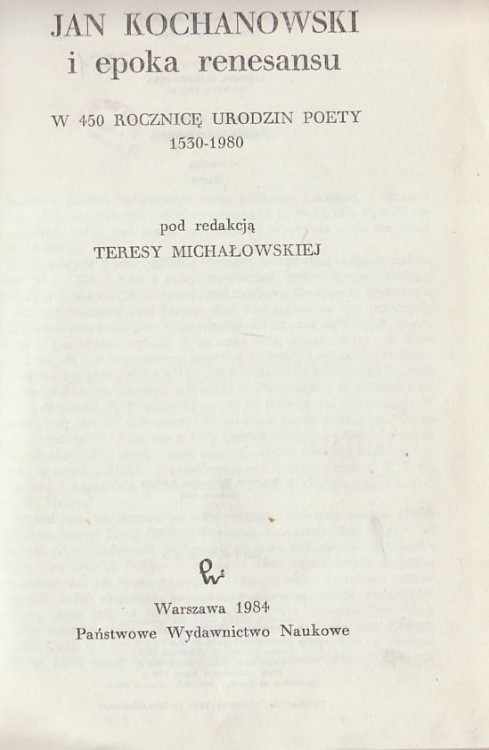 JAN KOCHANOWSKI
i epoka renesansu
W 450 ROCZNICĘ URODZIN POETY
1530-1980
pod redakcją
TERESY MICHAŁOWSKIEJ
Warszawa 1984
Państwowe Wydawnictwo Naukowe